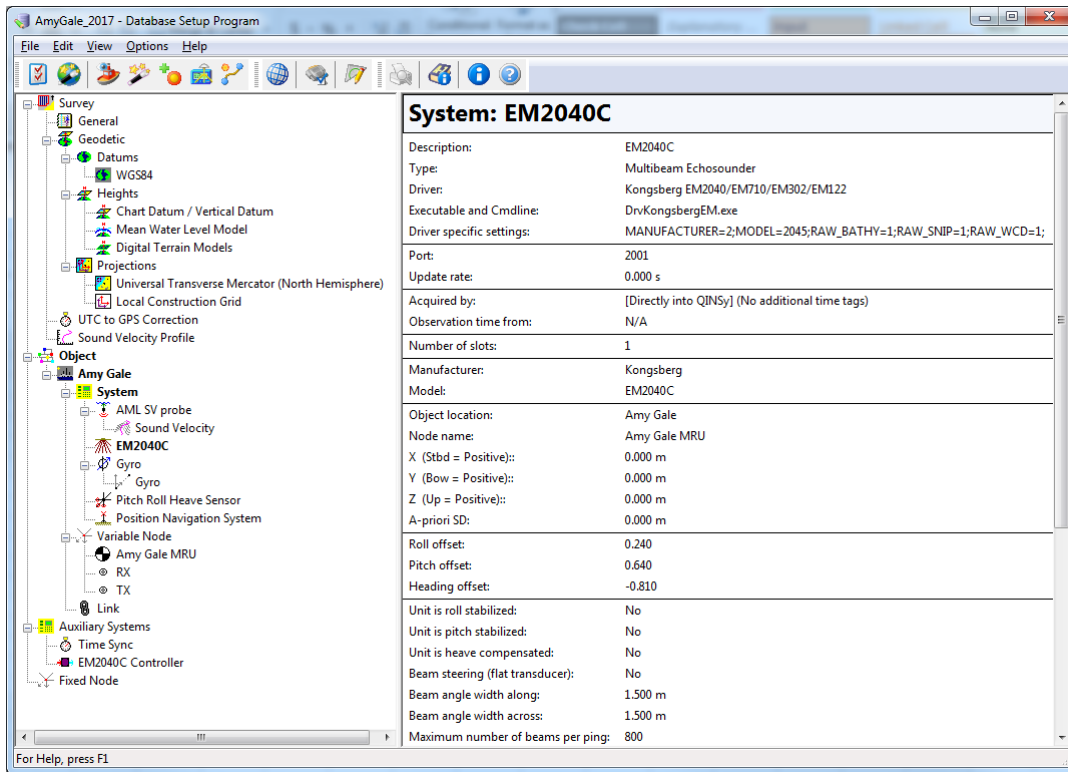 AmyGale_2017 - Database Setup Program
File Edit View Options Help
Survey
General
Geodetic
Datums
WGS84
Heights
Chart Datum / Vertical Datum
Mean Water Level Model
Digital Terrain Models
Projections
Universal Transverse Mercator (North Hemisphere)
Local Construction Grid
UTC to GPS Correction
Sound Velocity Profile
Object
Amy Gale
System
AML SV probe
Sound Velocity
EM2040C
Gyro
Gyro
Pitch Roll Heave Sensor
Position Navigation System
Variable Node
Amy Gale MRU
RX
TX
Link
Auxiliary Systems
Time Sync
EM2040C Controller
Fixed Node
System: EM2040C
Description: EM2040C
Type: Multibeam Echosounder
Driver: Kongsberg EM2040/EM710/EM302/EM122
Executable and Cmdline: DrvKongsbergEM.exe
Driver specific settings: MANUFACTURER=2;MODEL=2045;RAW_BATHY=1;RAW_SNIP=1;RAW_WCD=1;
Port: 2001
Update rate: 0.000 s
Acquired by: [Directly into QINSy] (No additional time tags)
Observation time from: N/A
Number of slots: 1
Manufacturer: Kongsberg
Model: EM2040C
Object location: Amy Gale
Node name: Amy Gale MRU
X (Stbd = Positive):: 0.000 m
Y (Bow = Positive):: 0.000 m
Z (Up = Positive):: 0.000 m
A-priori SD: 0.000 m
Roll offset: 0.240
Pitch offset: 0.640
Heading offset: -0.810
Unit is roll stabilized: No
Unit is pitch stabilized: No
Unit is heave compensated: No
Beam steering (flat transducer): No
Beam angle width along: 1.500 m
Beam angle width across: 1.500 m
Maximum number of beams per ping: 800
For Help, press F1